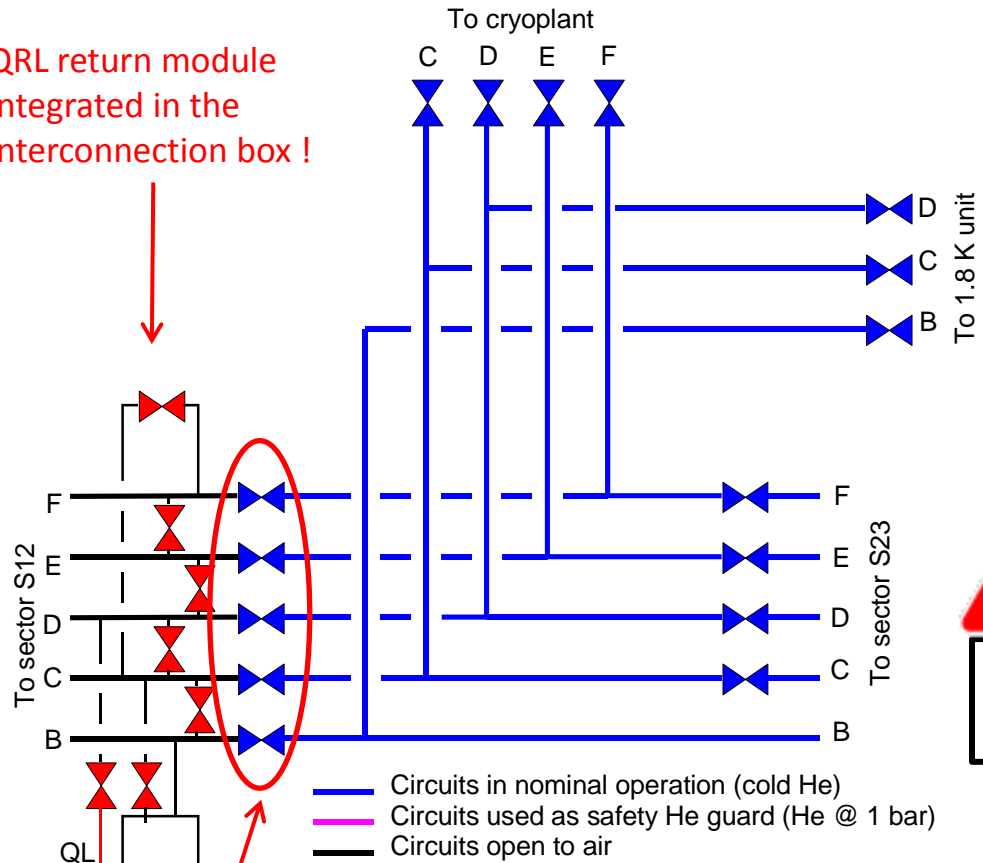 To cryoplant
C D E F
QRL return module
integrated in the
interconnection box !
D
C
B
To 1.8 K unit
F
E
D
C
B
To sector S12
F
E
D
C
B
To sector S23
Circuits in nominal operation (cold He)
Circuits used as safety He guard (He @ 1 bar)
Circuits open to air
QL